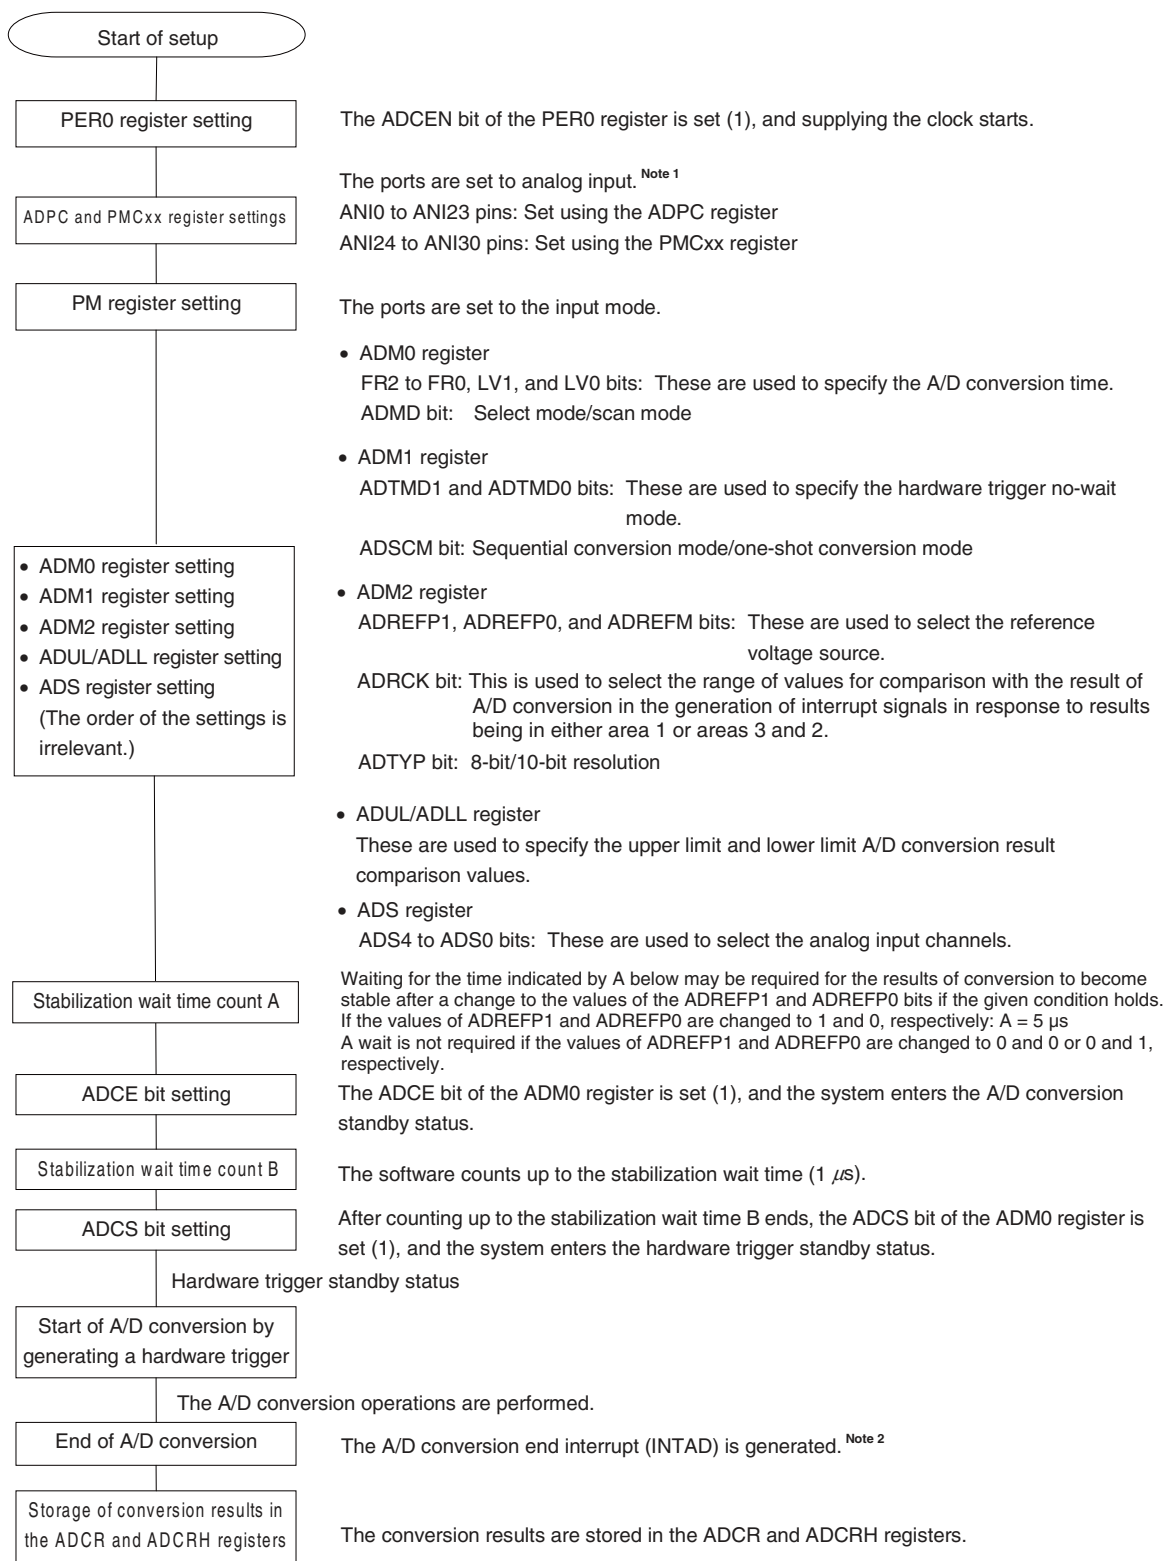 Start of setup
PER0 register setting
The ADCEN bit of the PER0 register is set (1), and supplying the clock starts.
ADPC and PMCxx register settings
The ports are set to analog input. Note 1
ANI0 to ANI23 pins: Set using the ADPC register
ANI24 to ANI30 pins: Set using the PMCxx register
PM register setting
The ports are set to the input mode.
• ADM0 register setting
• ADM1 register setting
• ADM2 register setting
• ADUL/ADLL register setting
• ADS register setting
(The order of the settings is
irrelevant.)
• ADM0 register
FR2 to FR0, LV1, and LV0 bits: These are used to specify the A/D conversion time.
ADMD bit: Select mode/scan mode
• ADM1 register
ADTMD1 and ADTMD0 bits: These are used to specify the hardware trigger no-wait
mode.
ADSCM bit: Sequential conversion mode/one-shot conversion mode
• ADM2 register
ADREFP1, ADREFP0, and ADREFM bits: These are used to select the reference
voltage source.
ADRCK bit: This is used to select the range of values for comparison with the result of
A/D conversion in the generation of interrupt signals in response to results
being in either area 1 or areas 3 and 2.
ADTYP bit: 8-bit/10-bit resolution
• ADUL/ADLL register
These are used to specify the upper limit and lower limit A/D conversion result
comparison values.
• ADS register
ADS4 to ADS0 bits: These are used to select the analog input channels.
Stabilization wait time count A
Waiting for the time indicated by A below may be required for the results of conversion to become
stable after a change to the values of the ADREFP1 and ADREFP0 bits if the given condition holds.
If the values of ADREFP1 and ADREFP0 are changed to 1 and 0, respectively: A = 5 µs
A wait is not required if the values of ADREFP1 and ADREFP0 are changed to 0 and 0 or 0 and 1,
respectively.
ADCE bit setting
The ADCE bit of the ADM0 register is set (1), and the system enters the A/D conversion
standby status.
Stabilization wait time count B
The software counts up to the stabilization wait time (1 µs).
ADCS bit setting
After counting up to the stabilization wait time B ends, the ADCS bit of the ADM0 register is
set (1), and the system enters the hardware trigger standby status.
Hardware trigger standby status
Start of A/D conversion by
generating a hardware trigger
The A/D conversion operations are performed.
End of A/D conversion
The A/D conversion end interrupt (INTAD) is generated. Note 2
Storage of conversion results in
the ADCR and ADCRH registers
The conversion results are stored in the ADCR and ADCRH registers.